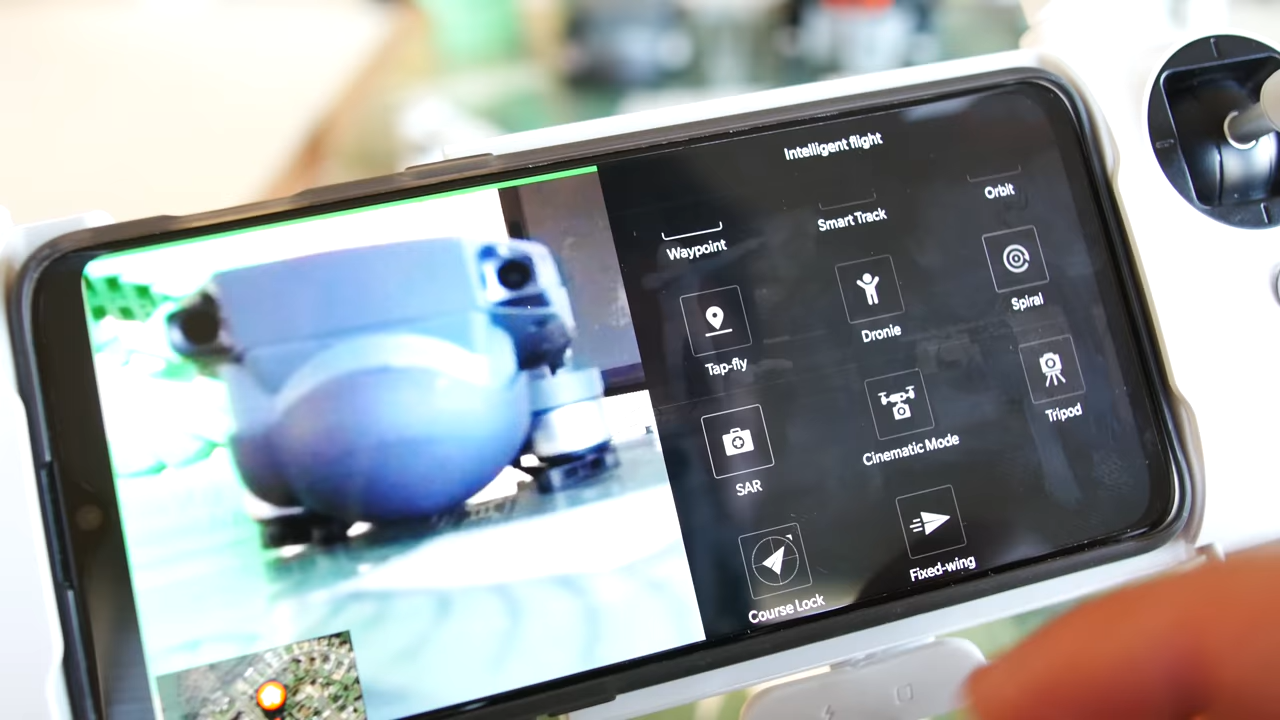 Intelligent flight
Waypoint
Smart Track
Orbit
Tap-fly
Dronie
Spiral
SAR
Cinematic Mode
Tripod
Course Lock
Fixed-wing